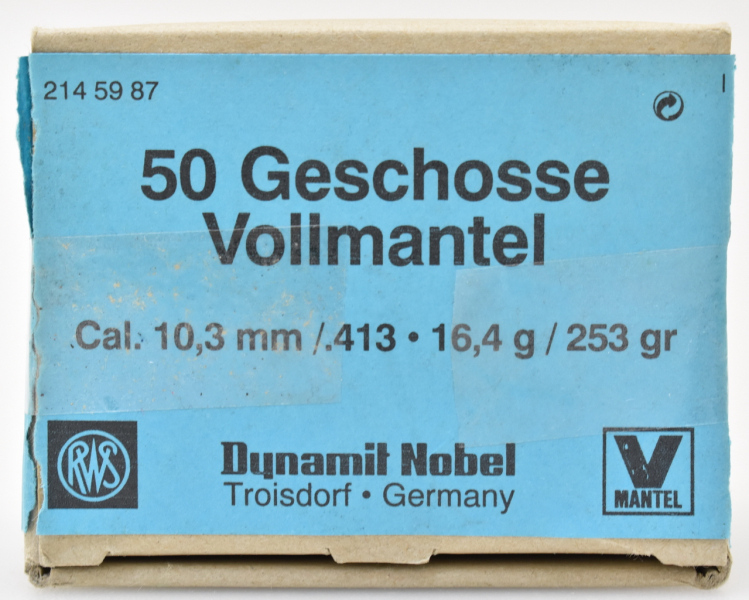 214 59 87
50 Geschosse
Vollmantel
Cal. 10,3 mm /.413 • 16,4 g / 253 gr
RWS
Dynamit Nobel
Troisdorf • Germany
V
MANTEL